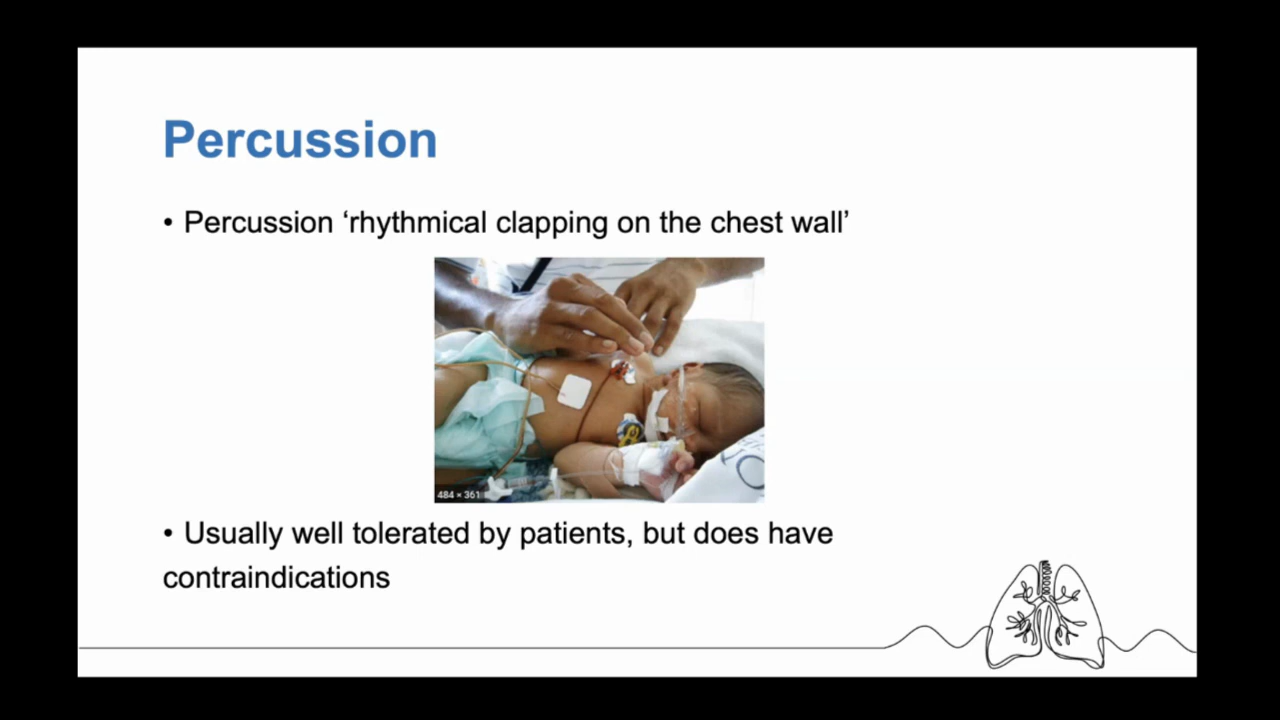 Percussion
• Percussion ‘rhythmical clapping on the chest wall’
484 × 361
• Usually well tolerated by patients, but does have
contraindications